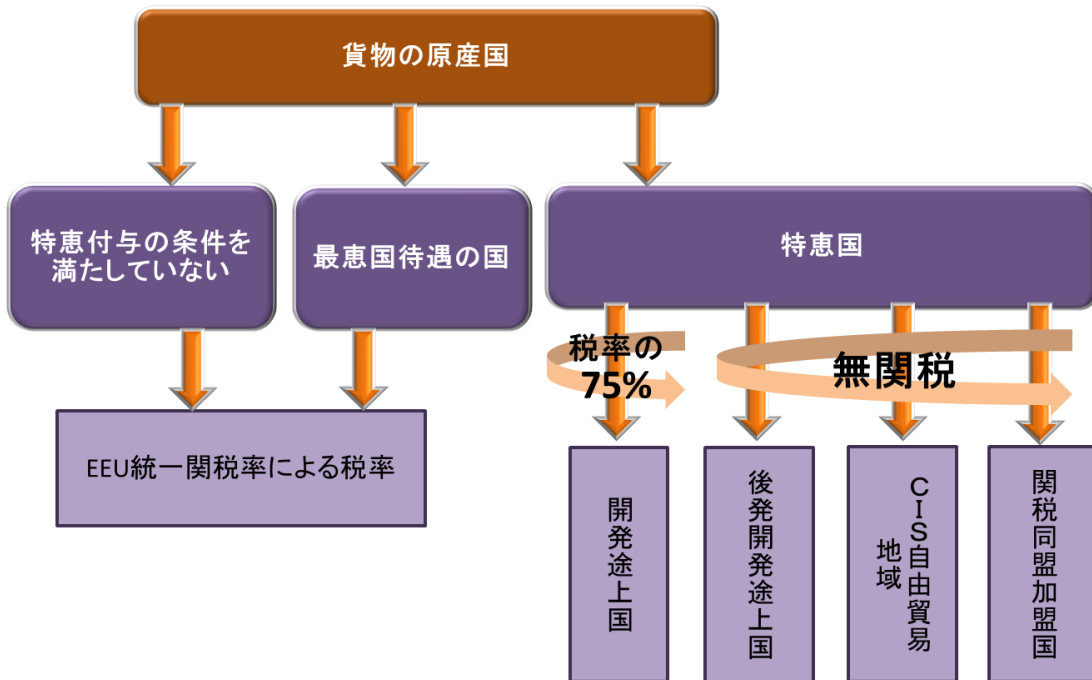 貨物の原産国
特恵付与の条件を
満たしていない
最恵国待遇の国
特恵国
税率の
75%
無関税
EEU統一関税率による税率
開発途上国
後発開発途上国
CIS自由貿易
地域
関税同盟加盟国